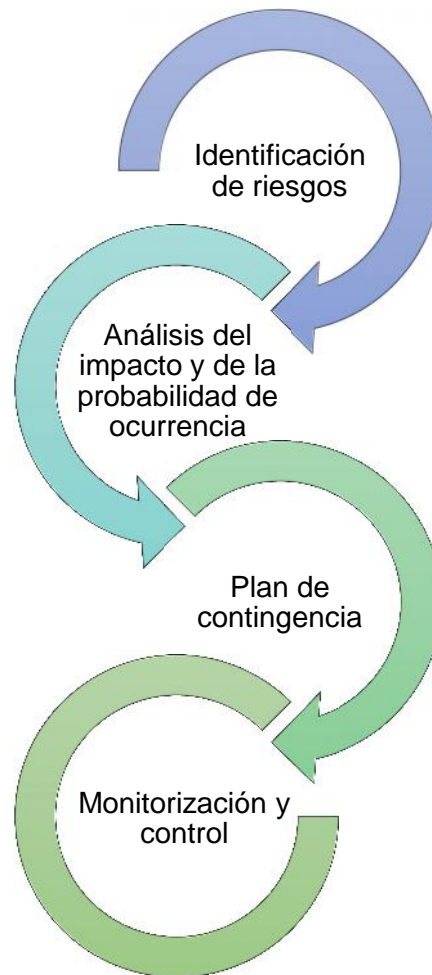 Identificación
de riesgos
Análisis del
impacto y de la
probabilidad de
ocurrencia
Plan de
contingencia
Monitorización y
control